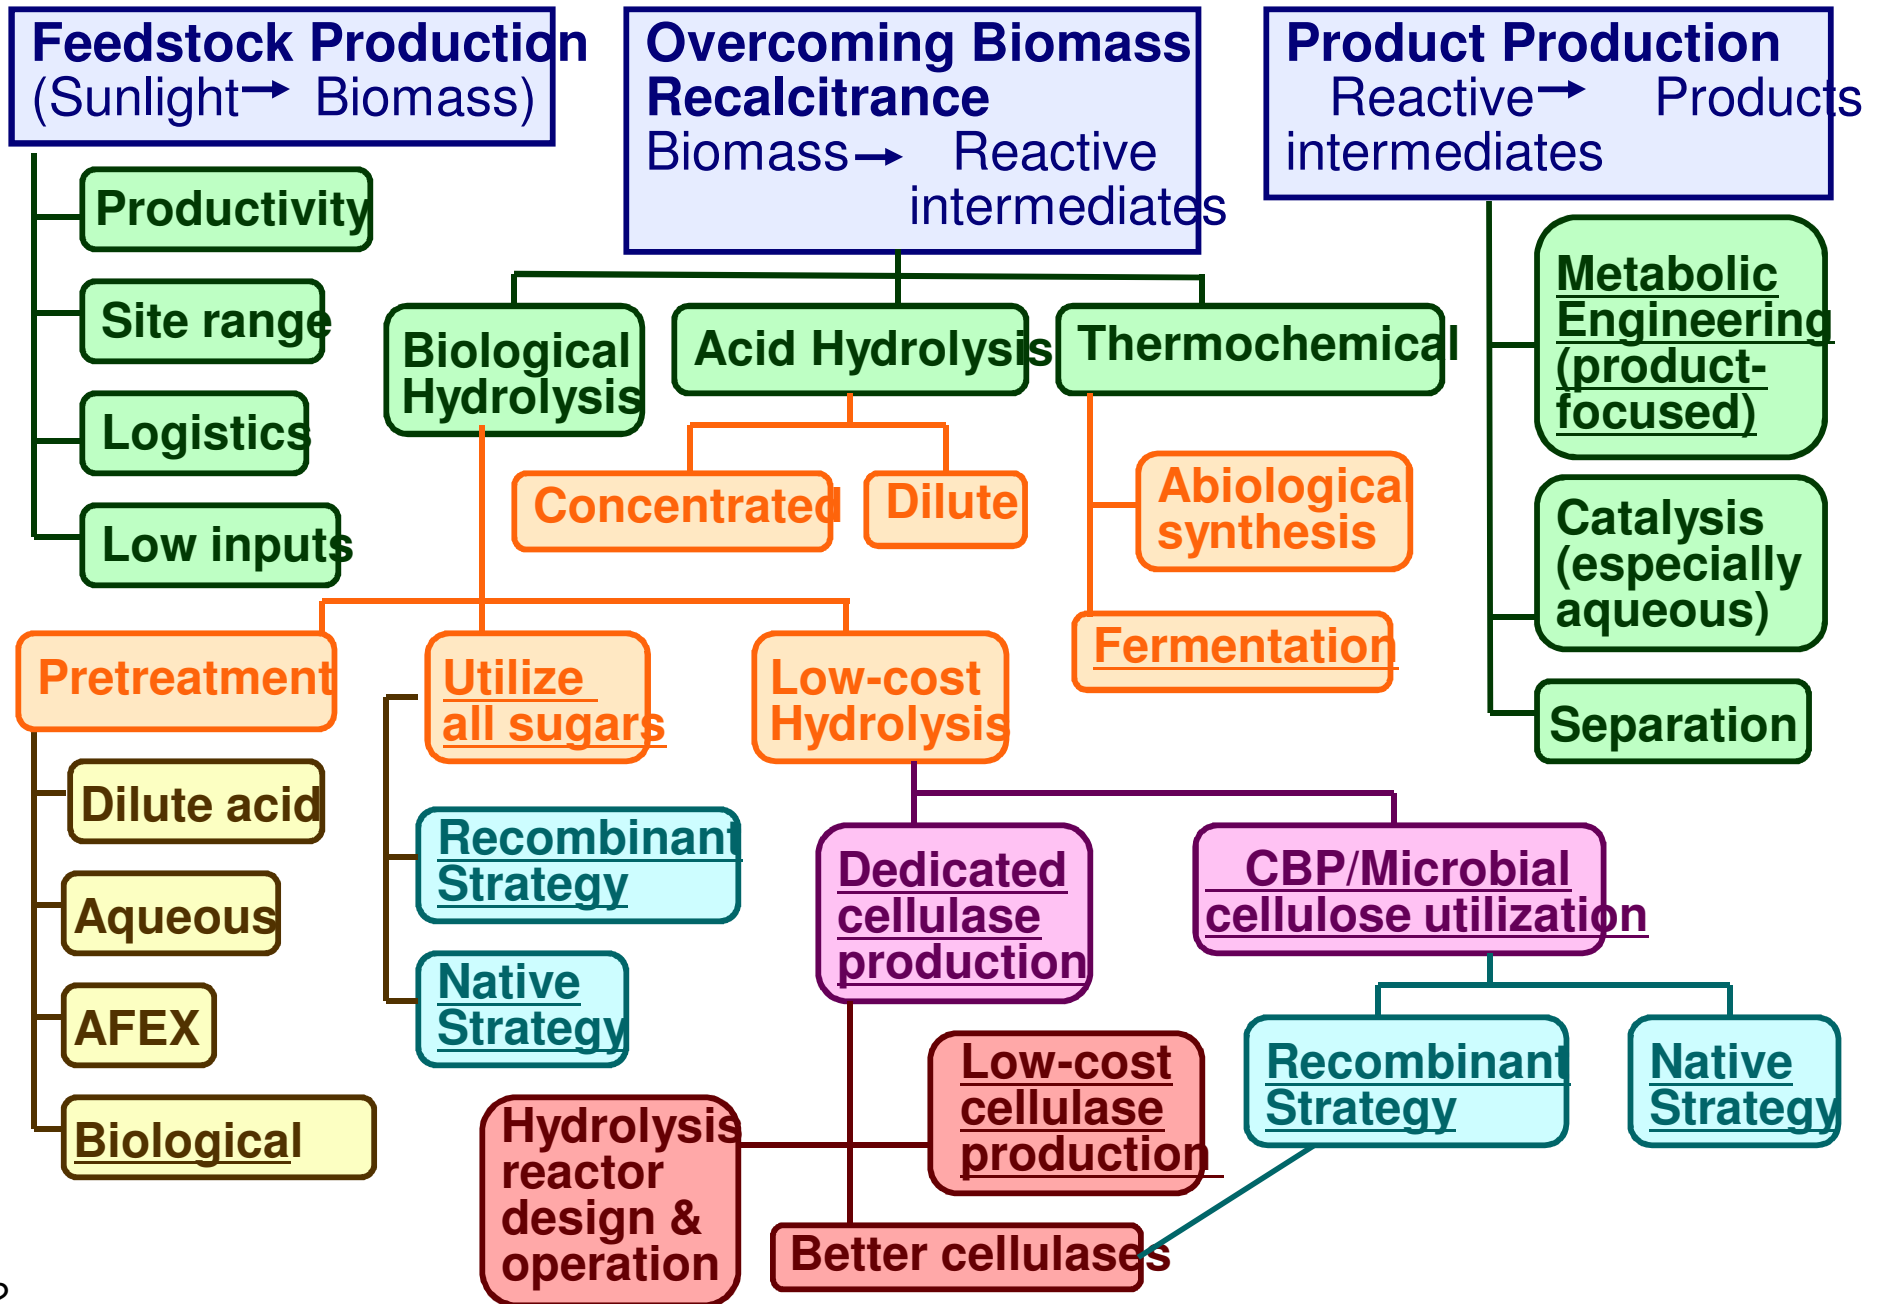 Feedstock Production
(Sunlight → Biomass)
Overcoming Biomass
Recalcitrance
Biomass → Reactive
intermediates
Product Production
Reactive → Products
intermediates
Productivity
Site range
Logistics
Low inputs
Biological
Hydrolysis
Acid Hydrolysis
Thermochemical
Metabolic
Engineering
(product-
focused)
Catalysis
(especially
aqueous)
Separation
Concentrated
Dilute
Abiological
synthesis
Fermentation
Pretreatment
Utilize
all sugars
Low-cost
Hydrolysis
Dilute acid
Aqueous
AFEX
Biological
Recombinant
Strategy
Native
Strategy
Dedicated
cellulase
production
CBP/Microbial
cellulose utilization
Hydrolysis
reactor
design &
operation
Low-cost
cellulase
production
Better cellulases
Recombinant
Strategy
Native
Strategy